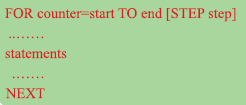 FOR counter=start TO end [STEP step]
………
statements
………
NEXT